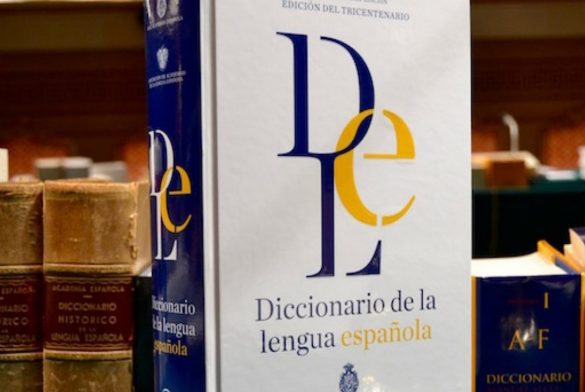 EDICIÓN DEL TRICENTENARIO
DLe
Diccionario de la
lengua española
DLe
Diccionario
de la lengua
española
ACADEMIA ESPAÑOLA
DICCIONARIO
HISTORICO
DE LA
LENGUA ESPAÑOLA
I
A-F
DICCIONARIO